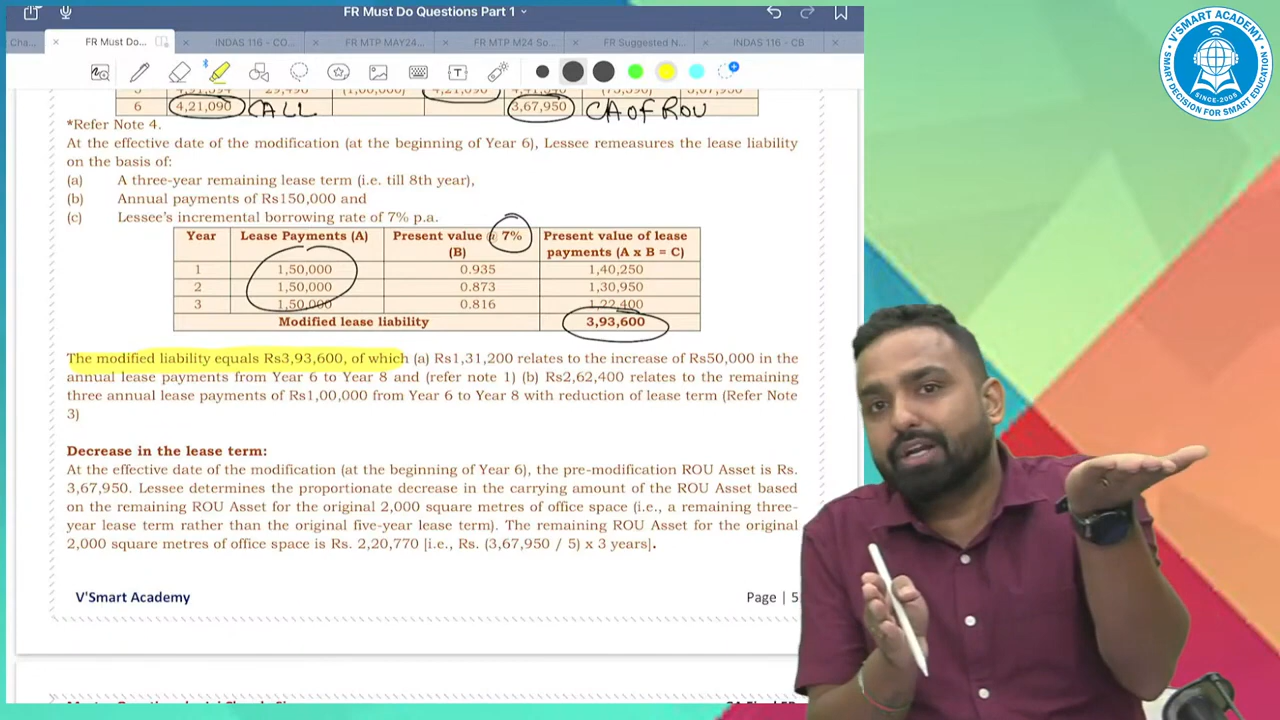 FR Must Do Questions Part 1
Cha...
FR Must Do...
INDAS 116 - CO...
FR MTP MAY24...
FR MTP M24 So...
FR Suggested N...
INDAS 116 - CB
V'SMART ACADEMY
SINCE-2008
SMART DECISION FOR SMART EDUCATION
6 4,21,090 CA LL 3,67,950 CA of ROU
*Refer Note 4.
At the effective date of the modification (at the beginning of Year 6), Lessee remeasures the lease liability
on the basis of:
(a) A three-year remaining lease term (i.e. till 8th year),
(b) Annual payments of Rs150,000 and
(c) Lessee's incremental borrowing rate of 7% p.a.
Year Lease Payments (A) Present value 7% Present value of lease
(B) payments (A x B = C)
1 1,50,000 0.935 1,40,250
2 1,50,000 0.873 1,30,950
3 1,50,000 0.816 1,22,400
Modified lease liability 3,93,600
The modified liability equals Rs3,93,600, of which (a) Rs1,31,200 relates to the increase of Rs50,000 in the
annual lease payments from Year 6 to Year 8 and (refer note 1) (b) Rs2,62,400 relates to the remaining
three annual lease payments of Rs1,00,000 from Year 6 to Year 8 with reduction of lease term (Refer Note
3)
Decrease in the lease term:
At the effective date of the modification (at the beginning of Year 6), the pre-modification ROU Asset is Rs.
3,67,950. Lessee determines the proportionate decrease in the carrying amount of the ROU Asset based
on the remaining ROU Asset for the original 2,000 square metres of office space (i.e., a remaining three-
year lease term rather than the original five-year lease term). The remaining ROU Asset for the original
2,000 square metres of office space is Rs. 2,20,770 [i.e., Rs. (3,67,950 / 5) x 3 years].
V'Smart Academy
Page | 5